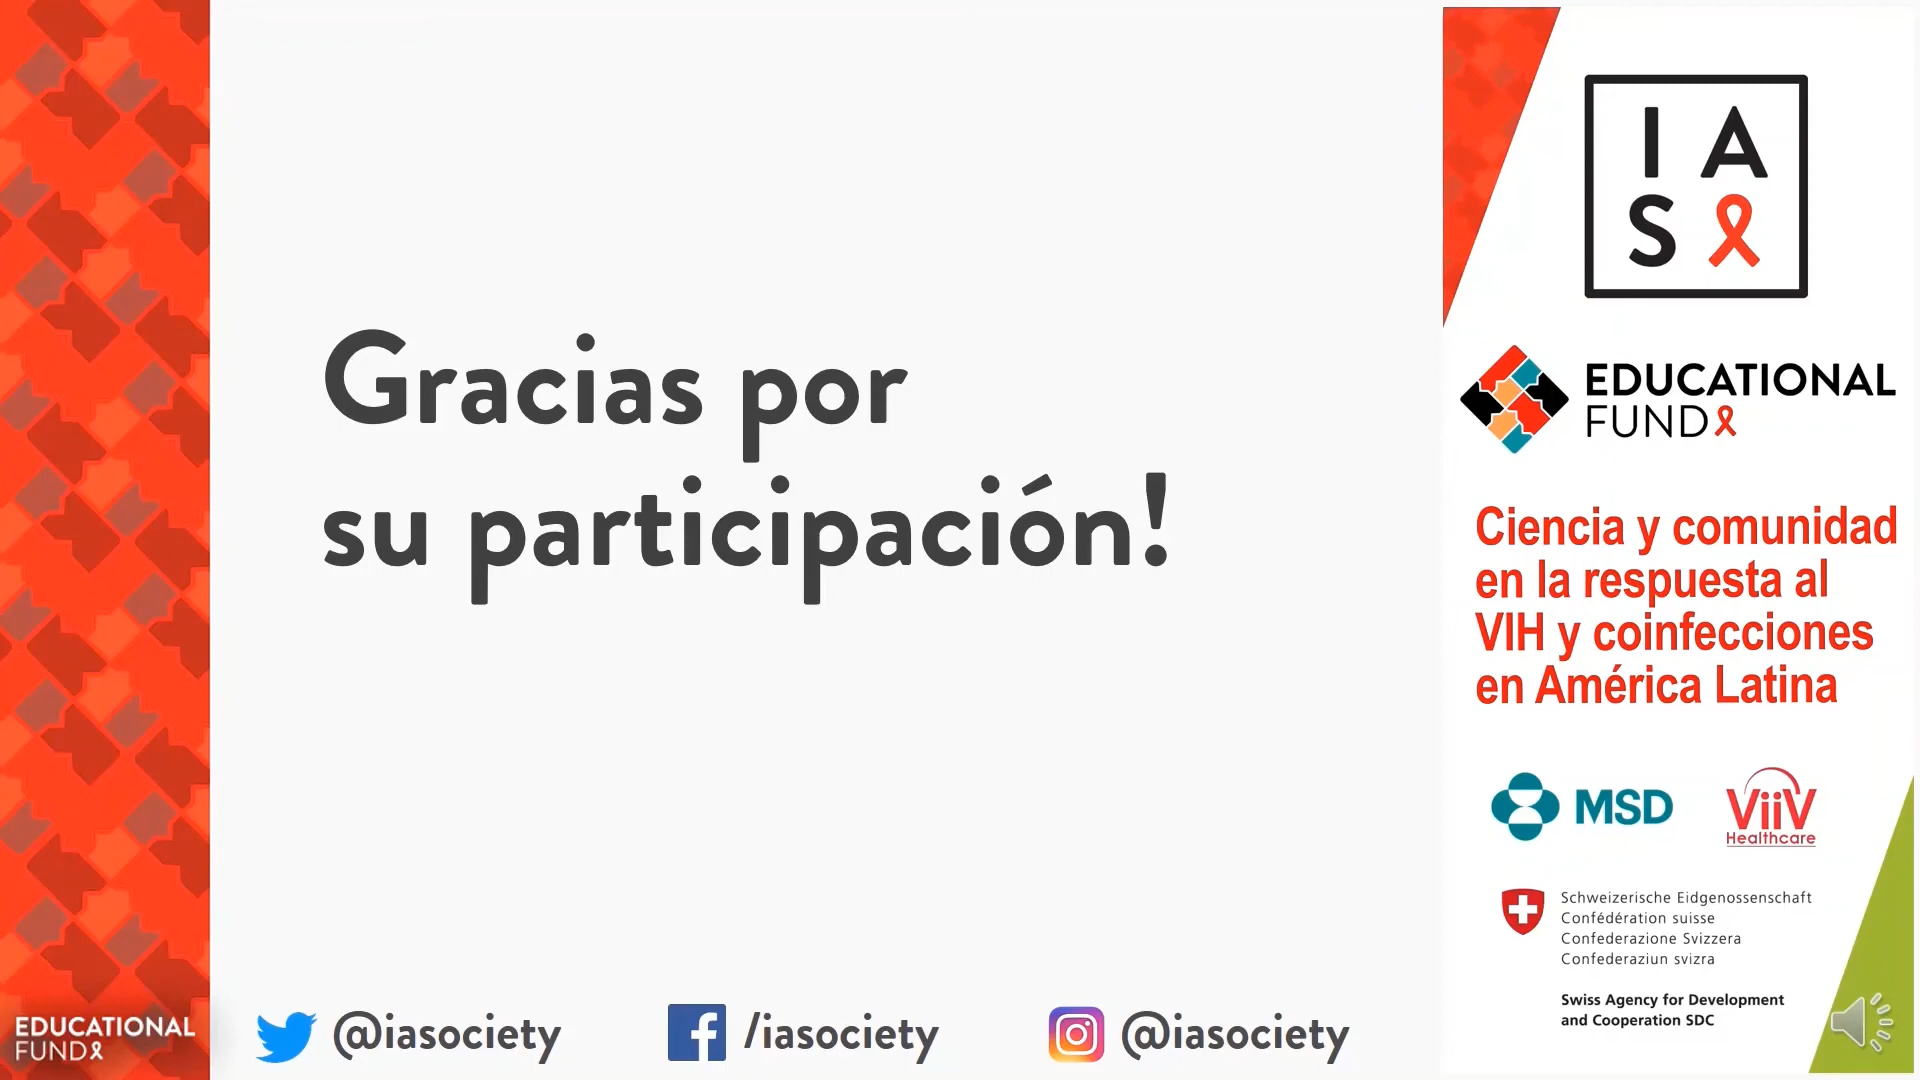 Gracias por
su participación!
EDUCATIONAL
FUND
@iasociety
/iasociety
@iasociety
I A
S
EDUCATIONAL
FUND
Ciencia y comunidad
en la respuesta al
VIH y coinfecciones
en América Latina
MSD
ViiV
Healthcare
Schweizerische Eidgenossenschaft
Confédération suisse
Confederazione Svizzera
Confederaziun svizra
Swiss Agency for Development
and Cooperation SDC